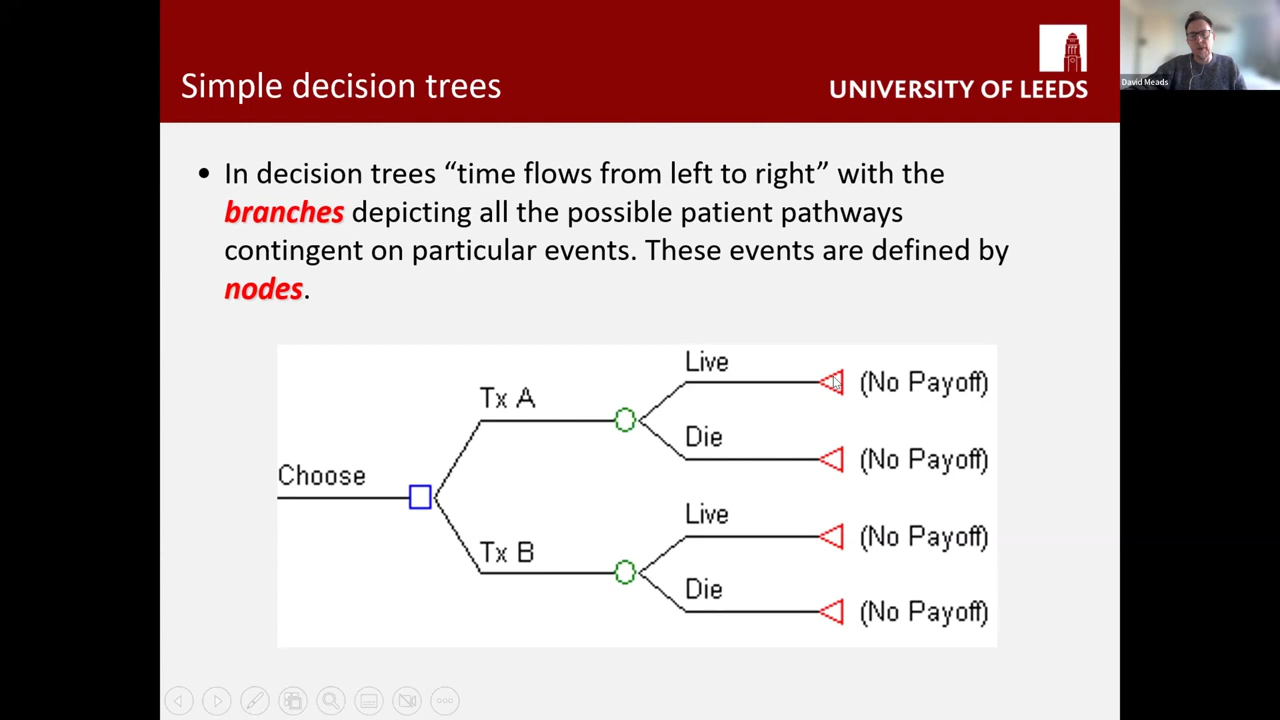 Simple decision trees
UNIVERSITY OF LEEDS
David Meads
• In decision trees “time flows from left to right” with the
branches depicting all the possible patient pathways
contingent on particular events. These events are defined by
nodes.
Live
(No Payoff)
Tx A
Die
(No Payoff)
Choose
Live
(No Payoff)
Tx B
Die
(No Payoff)